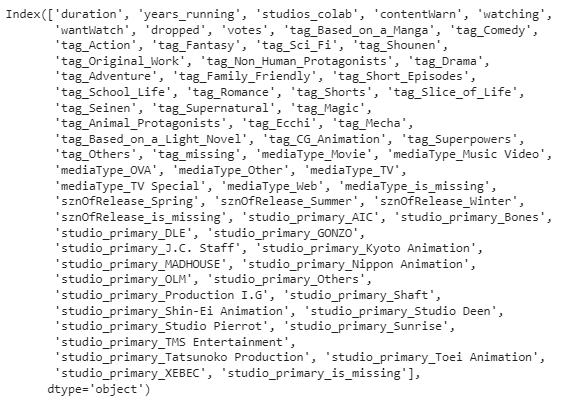 Index(['duration', 'years_running', 'studios_colab', 'contentWarn', 'watching',
'wantWatch', 'dropped', 'votes', 'tag_Based_on_a_Manga', 'tag_Comedy',
'tag_Action', 'tag_Fantasy', 'tag_Sci_Fi', 'tag_Shounen',
'tag_Original_Work', 'tag_Non_Human_Protagonists', 'tag_Drama',
'tag_Adventure', 'tag_Family_Friendly', 'tag_Short_Episodes',
'tag_School_Life', 'tag_Romance', 'tag_Shorts', 'tag_Slice_of_Life',
'tag_Seinen', 'tag_Supernatural', 'tag_Magic',
'tag_Animal_Protagonists', 'tag_Ecchi', 'tag_Mecha',
'tag_Based_on_a_Light_Novel', 'tag_CG_Animation', 'tag_Superpowers',
'tag_Others', 'tag_missing', 'mediaType_Movie', 'mediaType_Music Video',
'mediaType_OVA', 'mediaType_Other', 'mediaType_TV',
'mediaType_TV Special', 'mediaType_Web', 'mediaType_is_missing',
'sznOfRelease_Spring', 'sznOfRelease_Summer', 'sznOfRelease_Winter',
'sznOfRelease_is_missing', 'studio_primary_AIC', 'studio_primary_Bones',
'studio_primary_DLE', 'studio_primary_GONZO',
'studio_primary_J.C. Staff', 'studio_primary_Kyoto Animation',
'studio_primary_MADHOUSE', 'studio_primary_Nippon Animation',
'studio_primary_OLM', 'studio_primary_Others',
'studio_primary_Production I.G', 'studio_primary_Shaft',
'studio_primary_Shin-Ei Animation', 'studio_primary_Studio Deen',
'studio_primary_Studio Pierrot', 'studio_primary_Sunrise',
'studio_primary_TMS Entertainment',
'studio_primary_Tatsunoko Production', 'studio_primary_Toei Animation',
'studio_primary_XEBEC', 'studio_primary_is_missing'],
dtype='object')